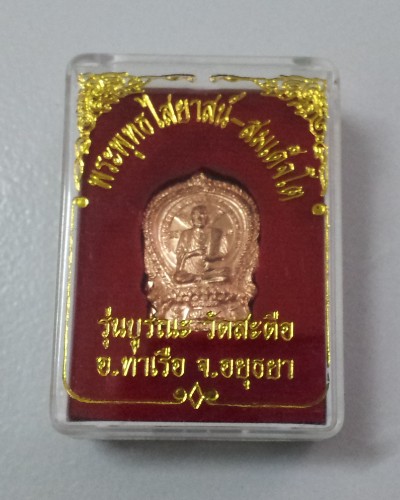 พระพุทธไสยาสน์-สมเด็จโต
รุ่นบูรณะ วัดสะตือ
อ.ท่าเรือ จ.อยุธยา